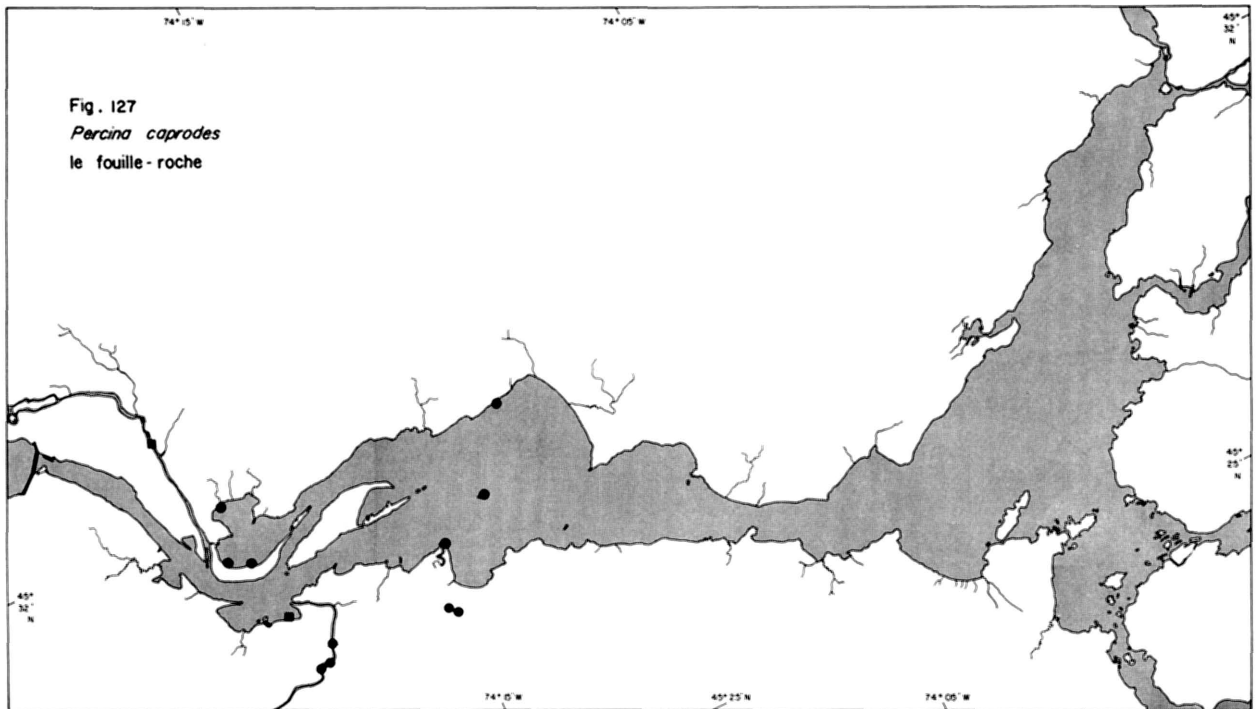 74° 15' W
74° 05' W
45° 32' N
Fig. 127
Percina caprodes
le fouille-roche
45° 25' N
45° 32' N
74° 15' W
45° 25' N
74° 05' W